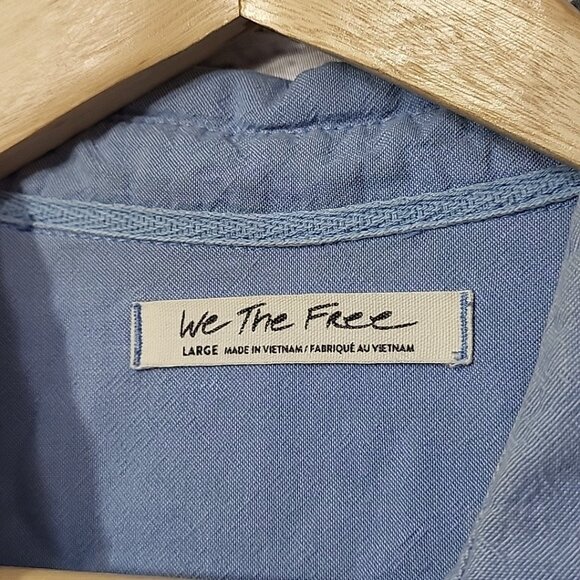 We The Free
LARGE MADE IN VIETNAM / FABRIQUÉ AU VIETNAM